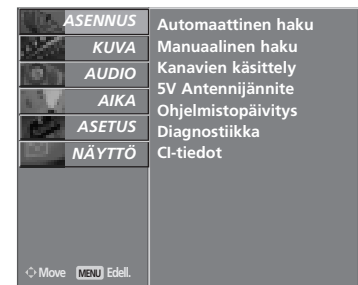 ASENNUS
KUVA
AUDIO
AIKA
ASETUS
NÄYTTÖ
Automaattinen haku
Manuaalinen haku
Kanavien käsittely
5V Antennijännite
Ohjelmistopäivitys
Diagnostiikka
CI-tiedot
Move MENU Edell.